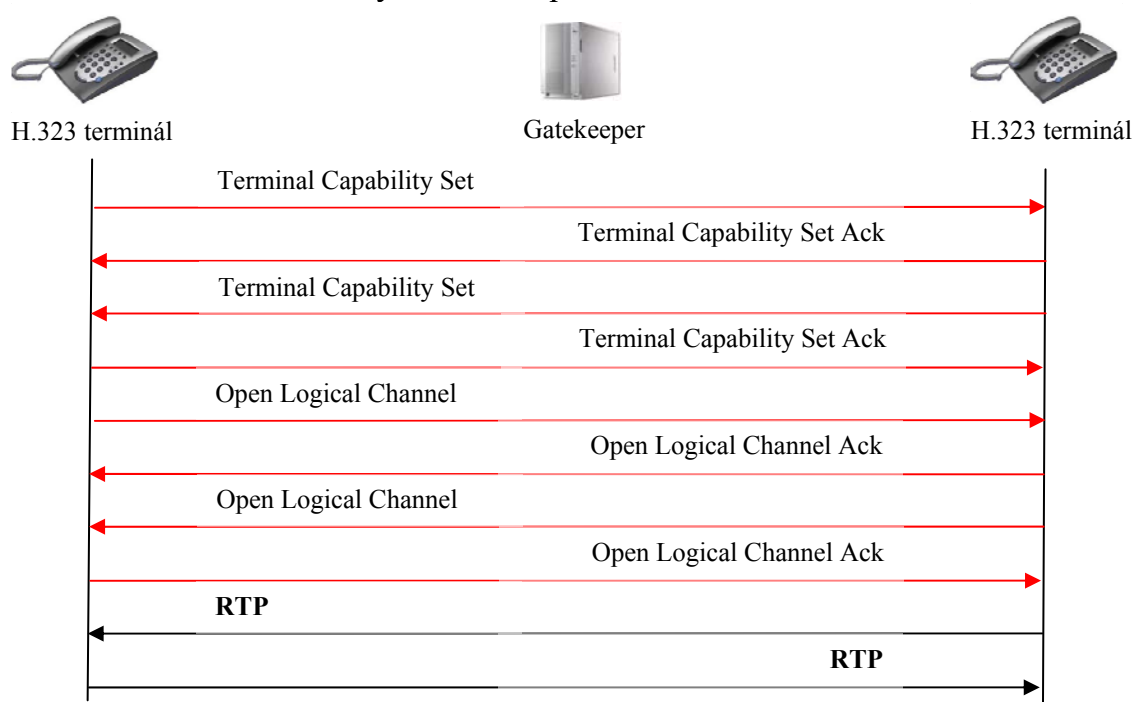 H.323 terminál
Gatekeeper
H.323 terminál
Terminal Capability Set
Terminal Capability Set Ack
Terminal Capability Set
Terminal Capability Set Ack
Open Logical Channel
Open Logical Channel Ack
Open Logical Channel
Open Logical Channel Ack
RTP
RTP